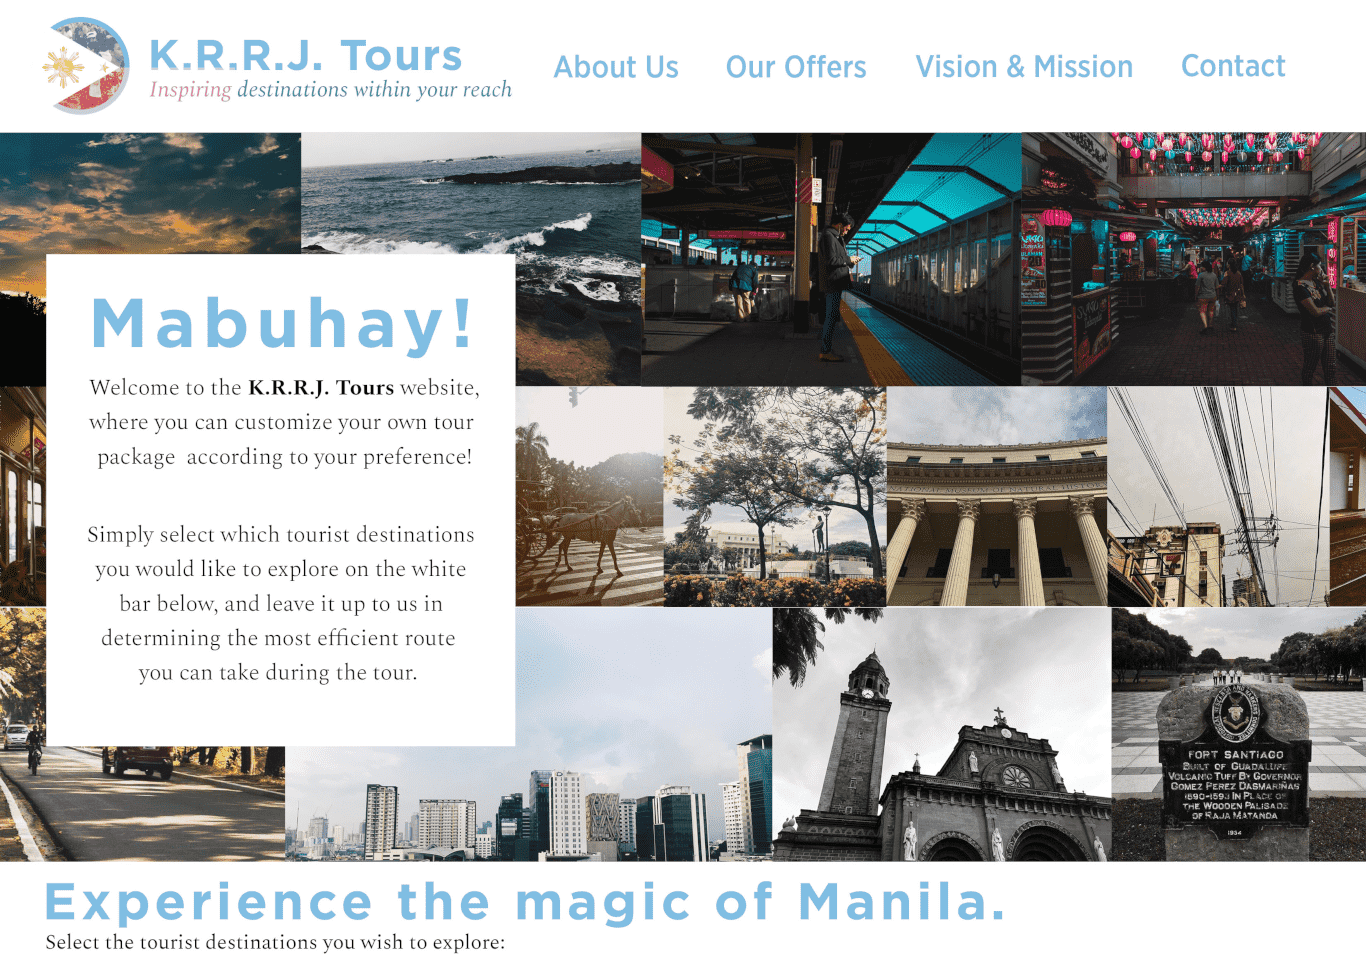 K.R.R.J. Tours
Inspiring destinations within your reach
About Us
Our Offers
Vision & Mission
Contact
Mabuhay!
Welcome to the K.R.R.J. Tours website,
where you can customize your own tour
package according to your preference!
Simply select which tourist destinations
you would like to explore on the white
bar below, and leave it up to us in
determining the most efficient route
you can take during the tour.
NATIONAL MUSEUM OF NATURAL HISTORY
FORT SANTIAGO
BUILT OF GUADALUPE
VOLCANIC TUFF BY GOVERNOR
GOMEZ PEREZ DASMARIÑAS
1590-1593 IN PLACE OF
THE WOODEN PALISADE
OF RAJA MATANDA
1934
Experience the magic of Manila.
Select the tourist destinations you wish to explore: